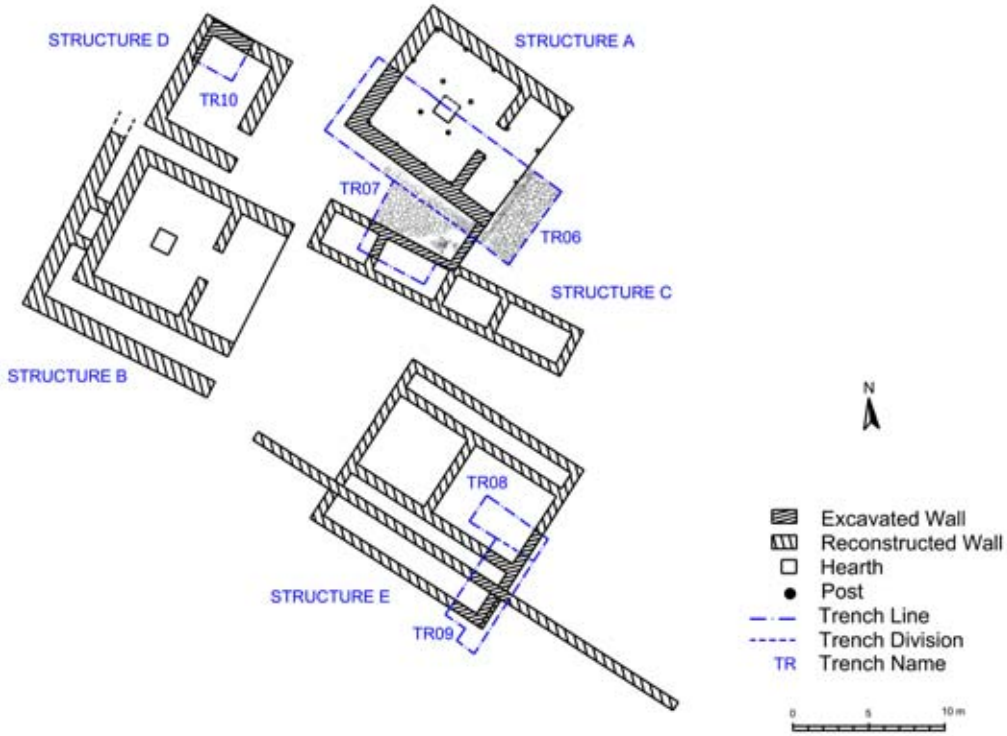 STRUCTURE D
STRUCTURE A
TR10
TR07
TR06
STRUCTURE C
STRUCTURE B
TR08
STRUCTURE E
TR09
N
Excavated Wall
Reconstructed Wall
Hearth
Post
Trench Line
Trench Division
TR Trench Name
0 5 10 m